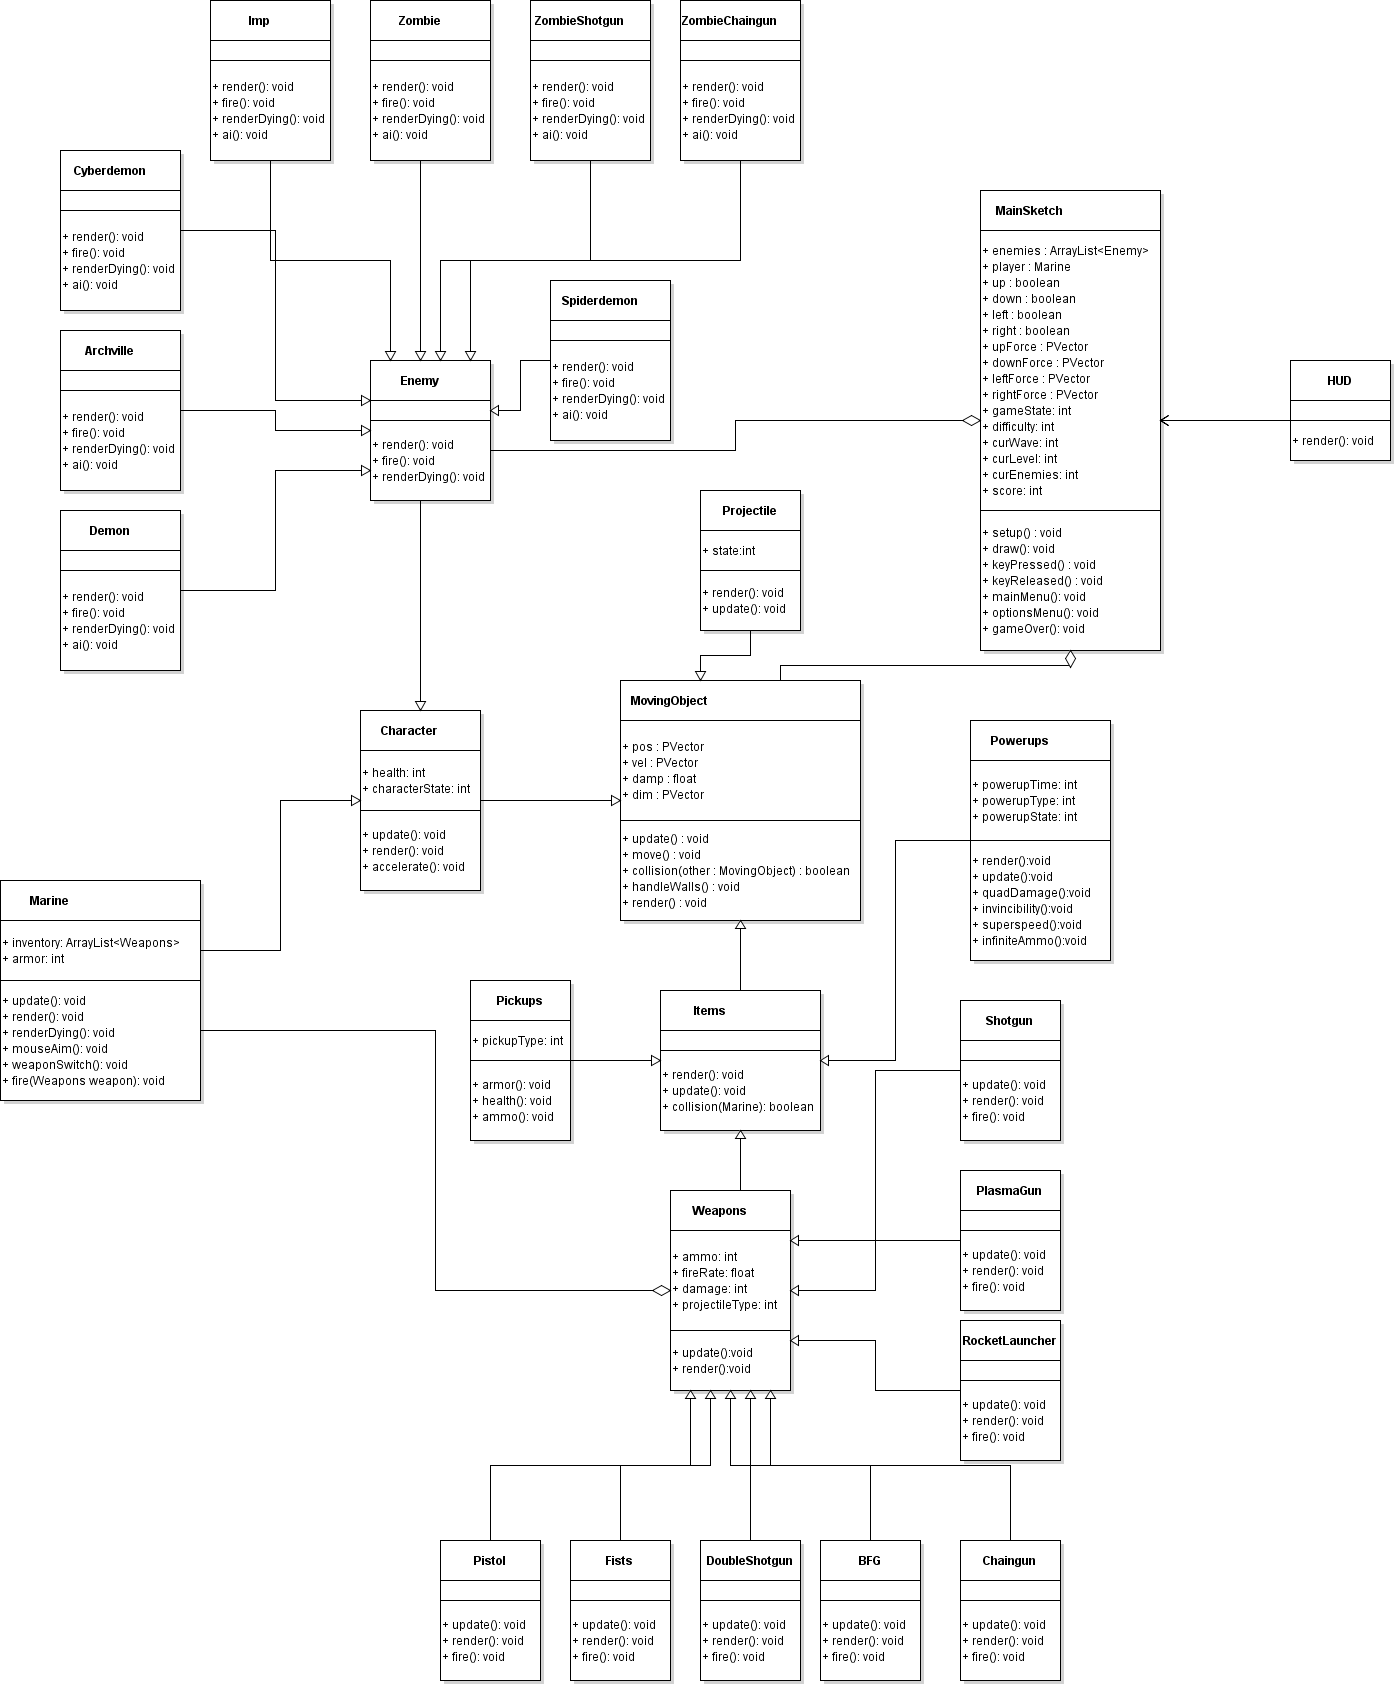 Imp
+ render(): void
+ fire(): void
+ renderDying(): void
+ ai(): void
Zombie
+ render(): void
+ fire(): void
+ renderDying(): void
+ ai(): void
ZombieShotgun
+ render(): void
+ fire(): void
+ renderDying(): void
+ ai(): void
ZombieChaingun
+ render(): void
+ fire(): void
+ renderDying(): void
+ ai(): void
Cyberdemon
+ render(): void
+ fire(): void
+ renderDying(): void
+ ai(): void
Archville
+ render(): void
+ fire(): void
+ renderDying(): void
+ ai(): void
Demon
+ render(): void
+ fire(): void
+ renderDying(): void
+ ai(): void
Spiderdemon
+ render(): void
+ fire(): void
+ renderDying(): void
+ ai(): void
Enemy
+ render(): void
+ fire(): void
+ renderDying(): void
MainSketch
+ enemies : ArrayList<Enemy>
+ player : Marine
+ up : boolean
+ down : boolean
+ left : boolean
+ right : boolean
+ upForce : PVector
+ downForce : PVector
+ leftForce : PVector
+ rightForce : PVector
+ gameState: int
+ difficulty: int
+ curWave: int
+ curLevel: int
+ curEnemies: int
+ score: int
+ setup() : void
+ draw(): void
+ keyPressed() : void
+ keyReleased() : void
+ mainMenu(): void
+ optionsMenu(): void
+ gameOver(): void
HUD
+ render(): void
Projectile
+ state:int
+ render(): void
+ update(): void
Character
+ health: int
+ characterState: int
+ update(): void
+ render(): void
+ accelerate(): void
MovingObject
+ pos : PVector
+ vel : PVector
+ damp : float
+ dim : PVector
+ update() : void
+ move() : void
+ collision(other : MovingObject) : boolean
+ handleWalls() : void
+ render() : void
Powerups
+ powerupTime: int
+ powerupType: int
+ powerupState: int
+ render():void
+ update():void
+ quadDamage():void
+ invincibility():void
+ superspeed():void
+ infiniteAmmo():void
Marine
+ inventory: ArrayList<Weapons>
+ armor: int
+ update(): void
+ render(): void
+ renderDying(): void
+ mouseAim(): void
+ weaponSwitch(): void
+ fire(Weapons weapon): void
Pickups
+ pickupType: int
+ armor(): void
+ health(): void
+ ammo(): void
Items
+ render(): void
+ update(): void
+ collision(Marine): boolean
Shotgun
+ update(): void
+ render(): void
+ fire(): void
Weapons
+ ammo: int
+ fireRate: float
+ damage: int
+ projectileType: int
+ update():void
+ render():void
PlasmaGun
+ update(): void
+ render(): void
+ fire(): void
RocketLauncher
+ update(): void
+ render(): void
+ fire(): void
Pistol
+ update(): void
+ render(): void
+ fire(): void
Fists
+ update(): void
+ render(): void
+ fire(): void
DoubleShotgun
+ update(): void
+ render(): void
+ fire(): void
BFG
+ update(): void
+ render(): void
+ fire(): void
Chaingun
+ update(): void
+ render(): void
+ fire(): void